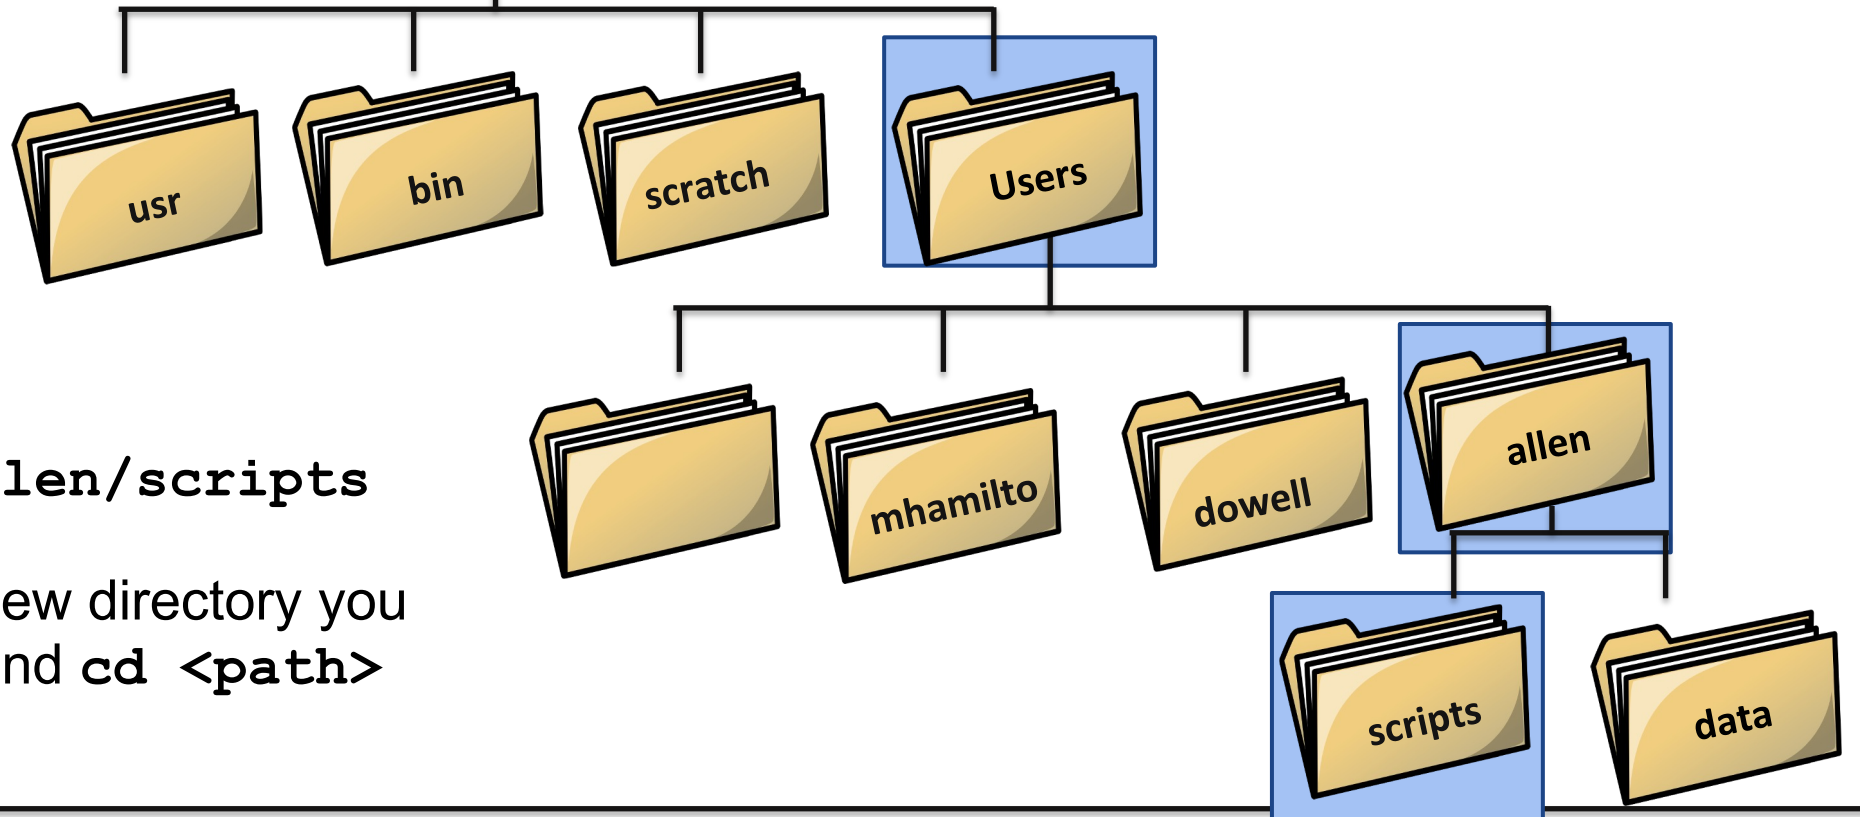 usr
bin
scratch
Users
mhamilto
dowell
allen
len/scripts
ew directory you
nd cd <path>
scripts
data